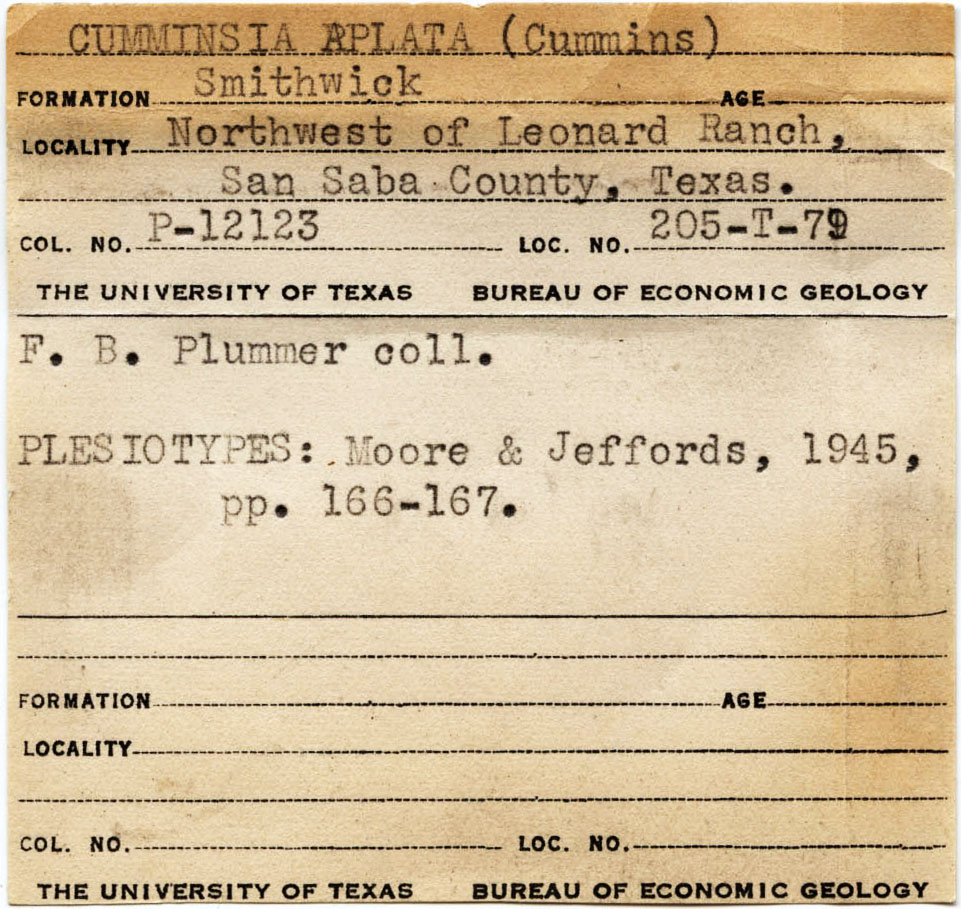 CUMMINSIA APLATA (Cummins)
FORMATION Smithwick AGE
LOCALITY Northwest of Leonard Ranch,
San Saba County, Texas.
COL. NO. P-12123 LOC. NO. 205-T-79
THE UNIVERSITY OF TEXAS BUREAU OF ECONOMIC GEOLOGY
F. B. Plummer coll.
PLESIOTYPES: Moore & Jeffords, 1945,
pp. 166-167.
FORMATION AGE
LOCALITY
COL. NO. LOC. NO.
THE UNIVERSITY OF TEXAS BUREAU OF ECONOMIC GEOLOGY